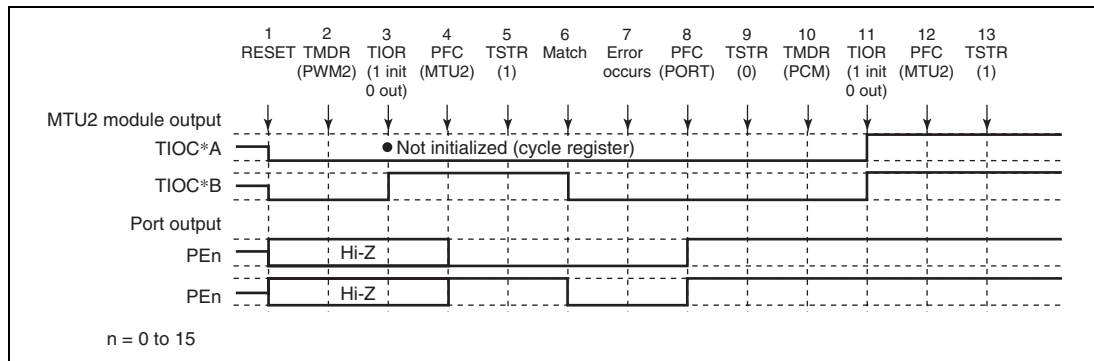 1 2 3 4 5 6 7 8 9 10 11 12 13
RESET TMDR TIOR PFC TSTR Match Error PFC TSTR TMDR TIOR PFC TSTR
(PWM2) (1 init (MTU2) (1) occurs (PORT) (0) (PCM) (1 init (MTU2) (1)
0 out) 0 out)
MTU2 module output
TIOC*A ● Not initialized (cycle register)
TIOC*B
Port output
PEn Hi-Z
PEn Hi-Z
n = 0 to 15